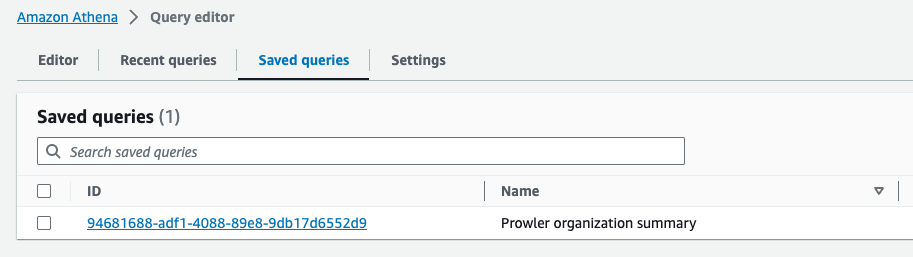 Amazon Athena > Query editor
Editor Recent queries Saved queries Settings
Saved queries (1)
Search saved queries
ID Name
94681688-adf1-4088-89e8-9db17d6552d9 Prowler organization summary